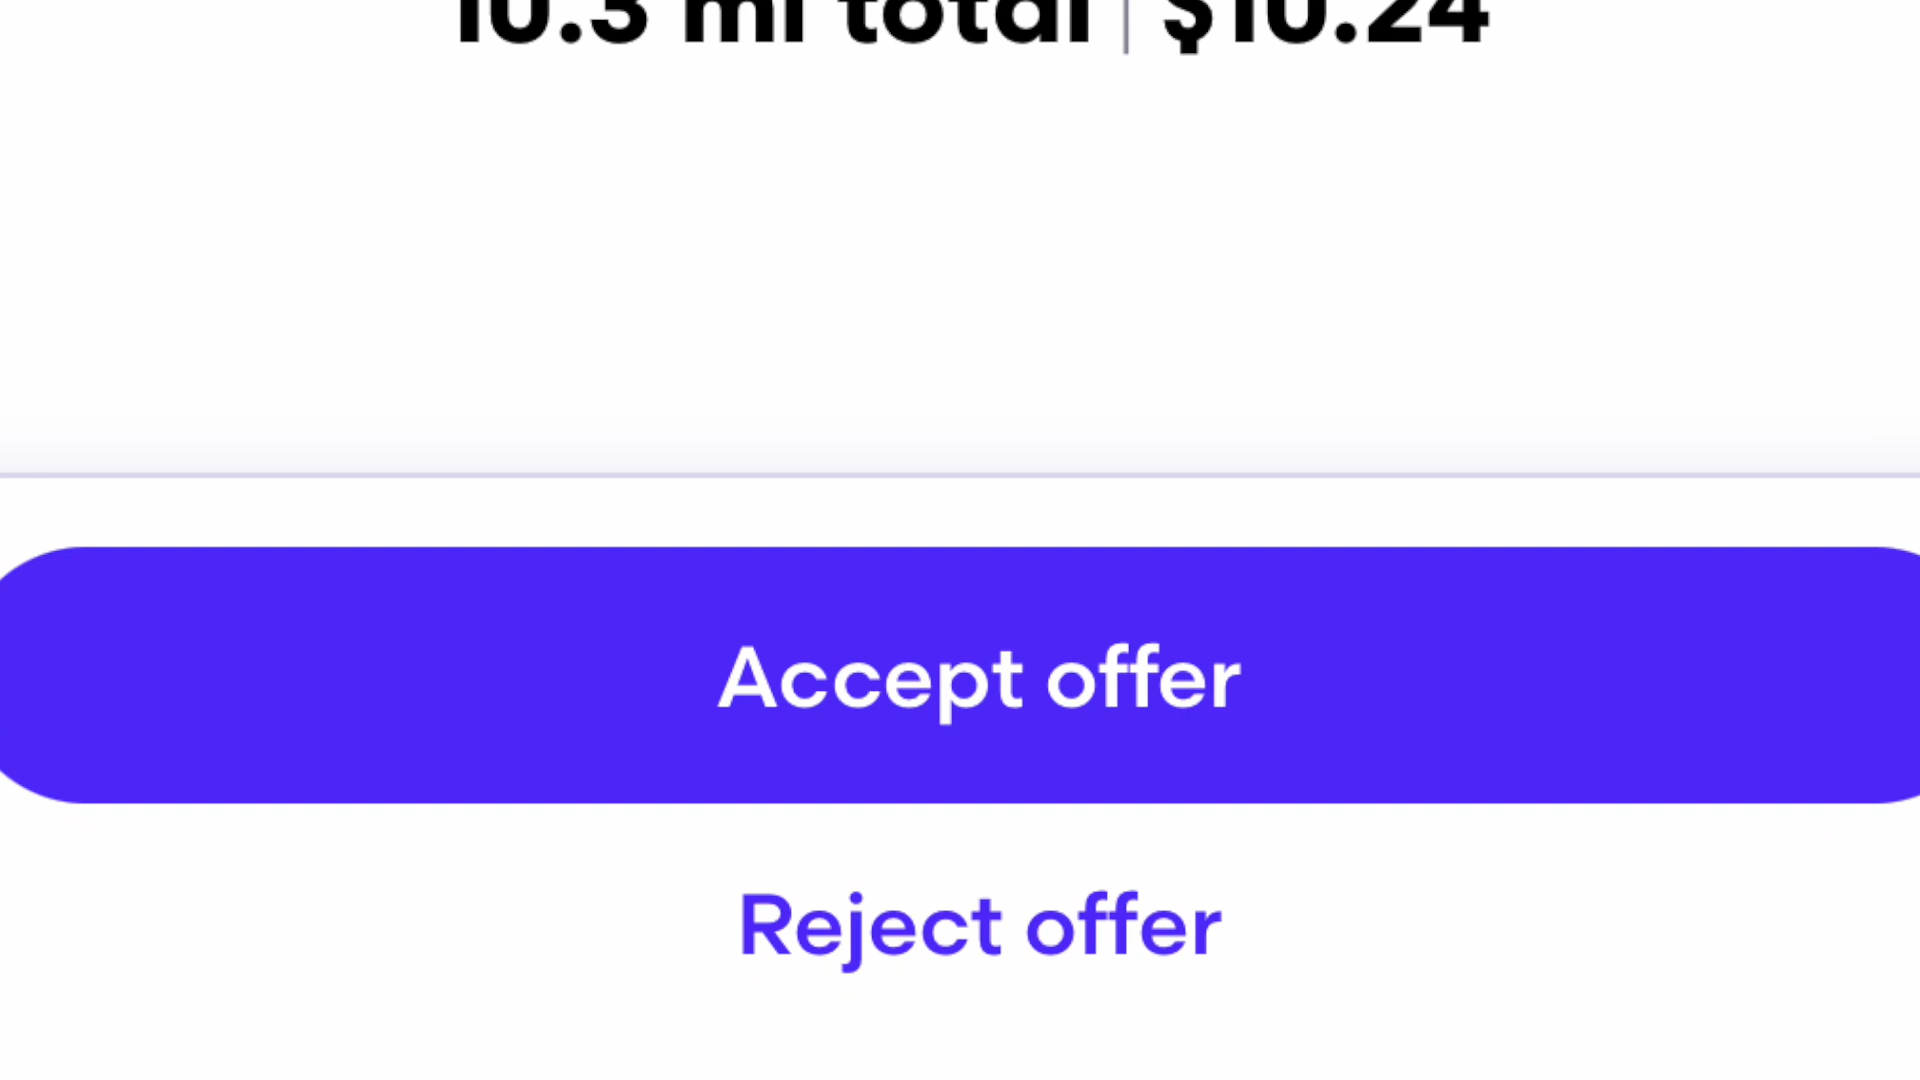 10.3 mi total | $10.24
Accept offer
Reject offer